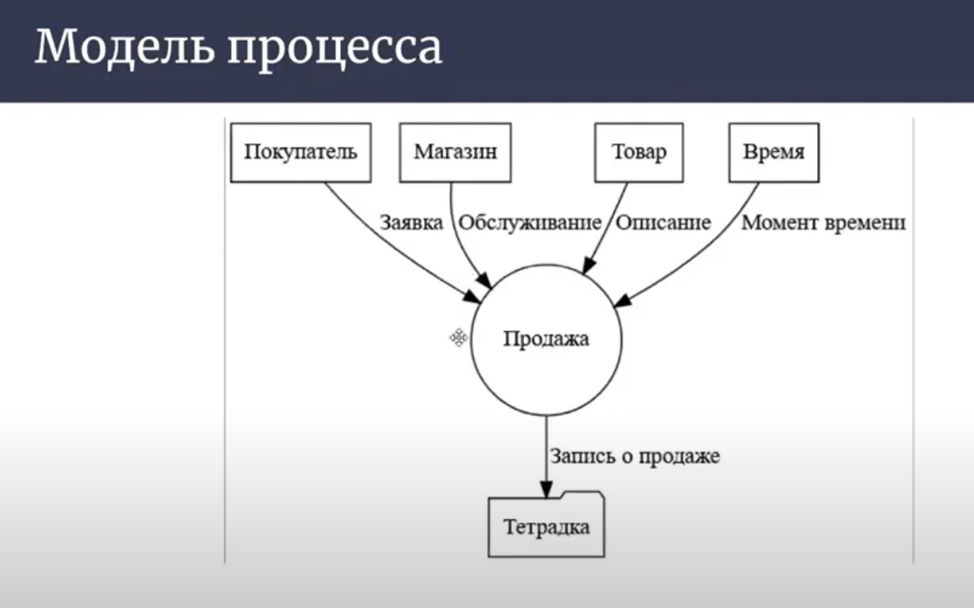 Модель процесса
Покупатель
Магазин
Товар
Время
Заявка
Обслуживание
Описание
Момент времени
Продажа
Запись о продаже
Тетрадка